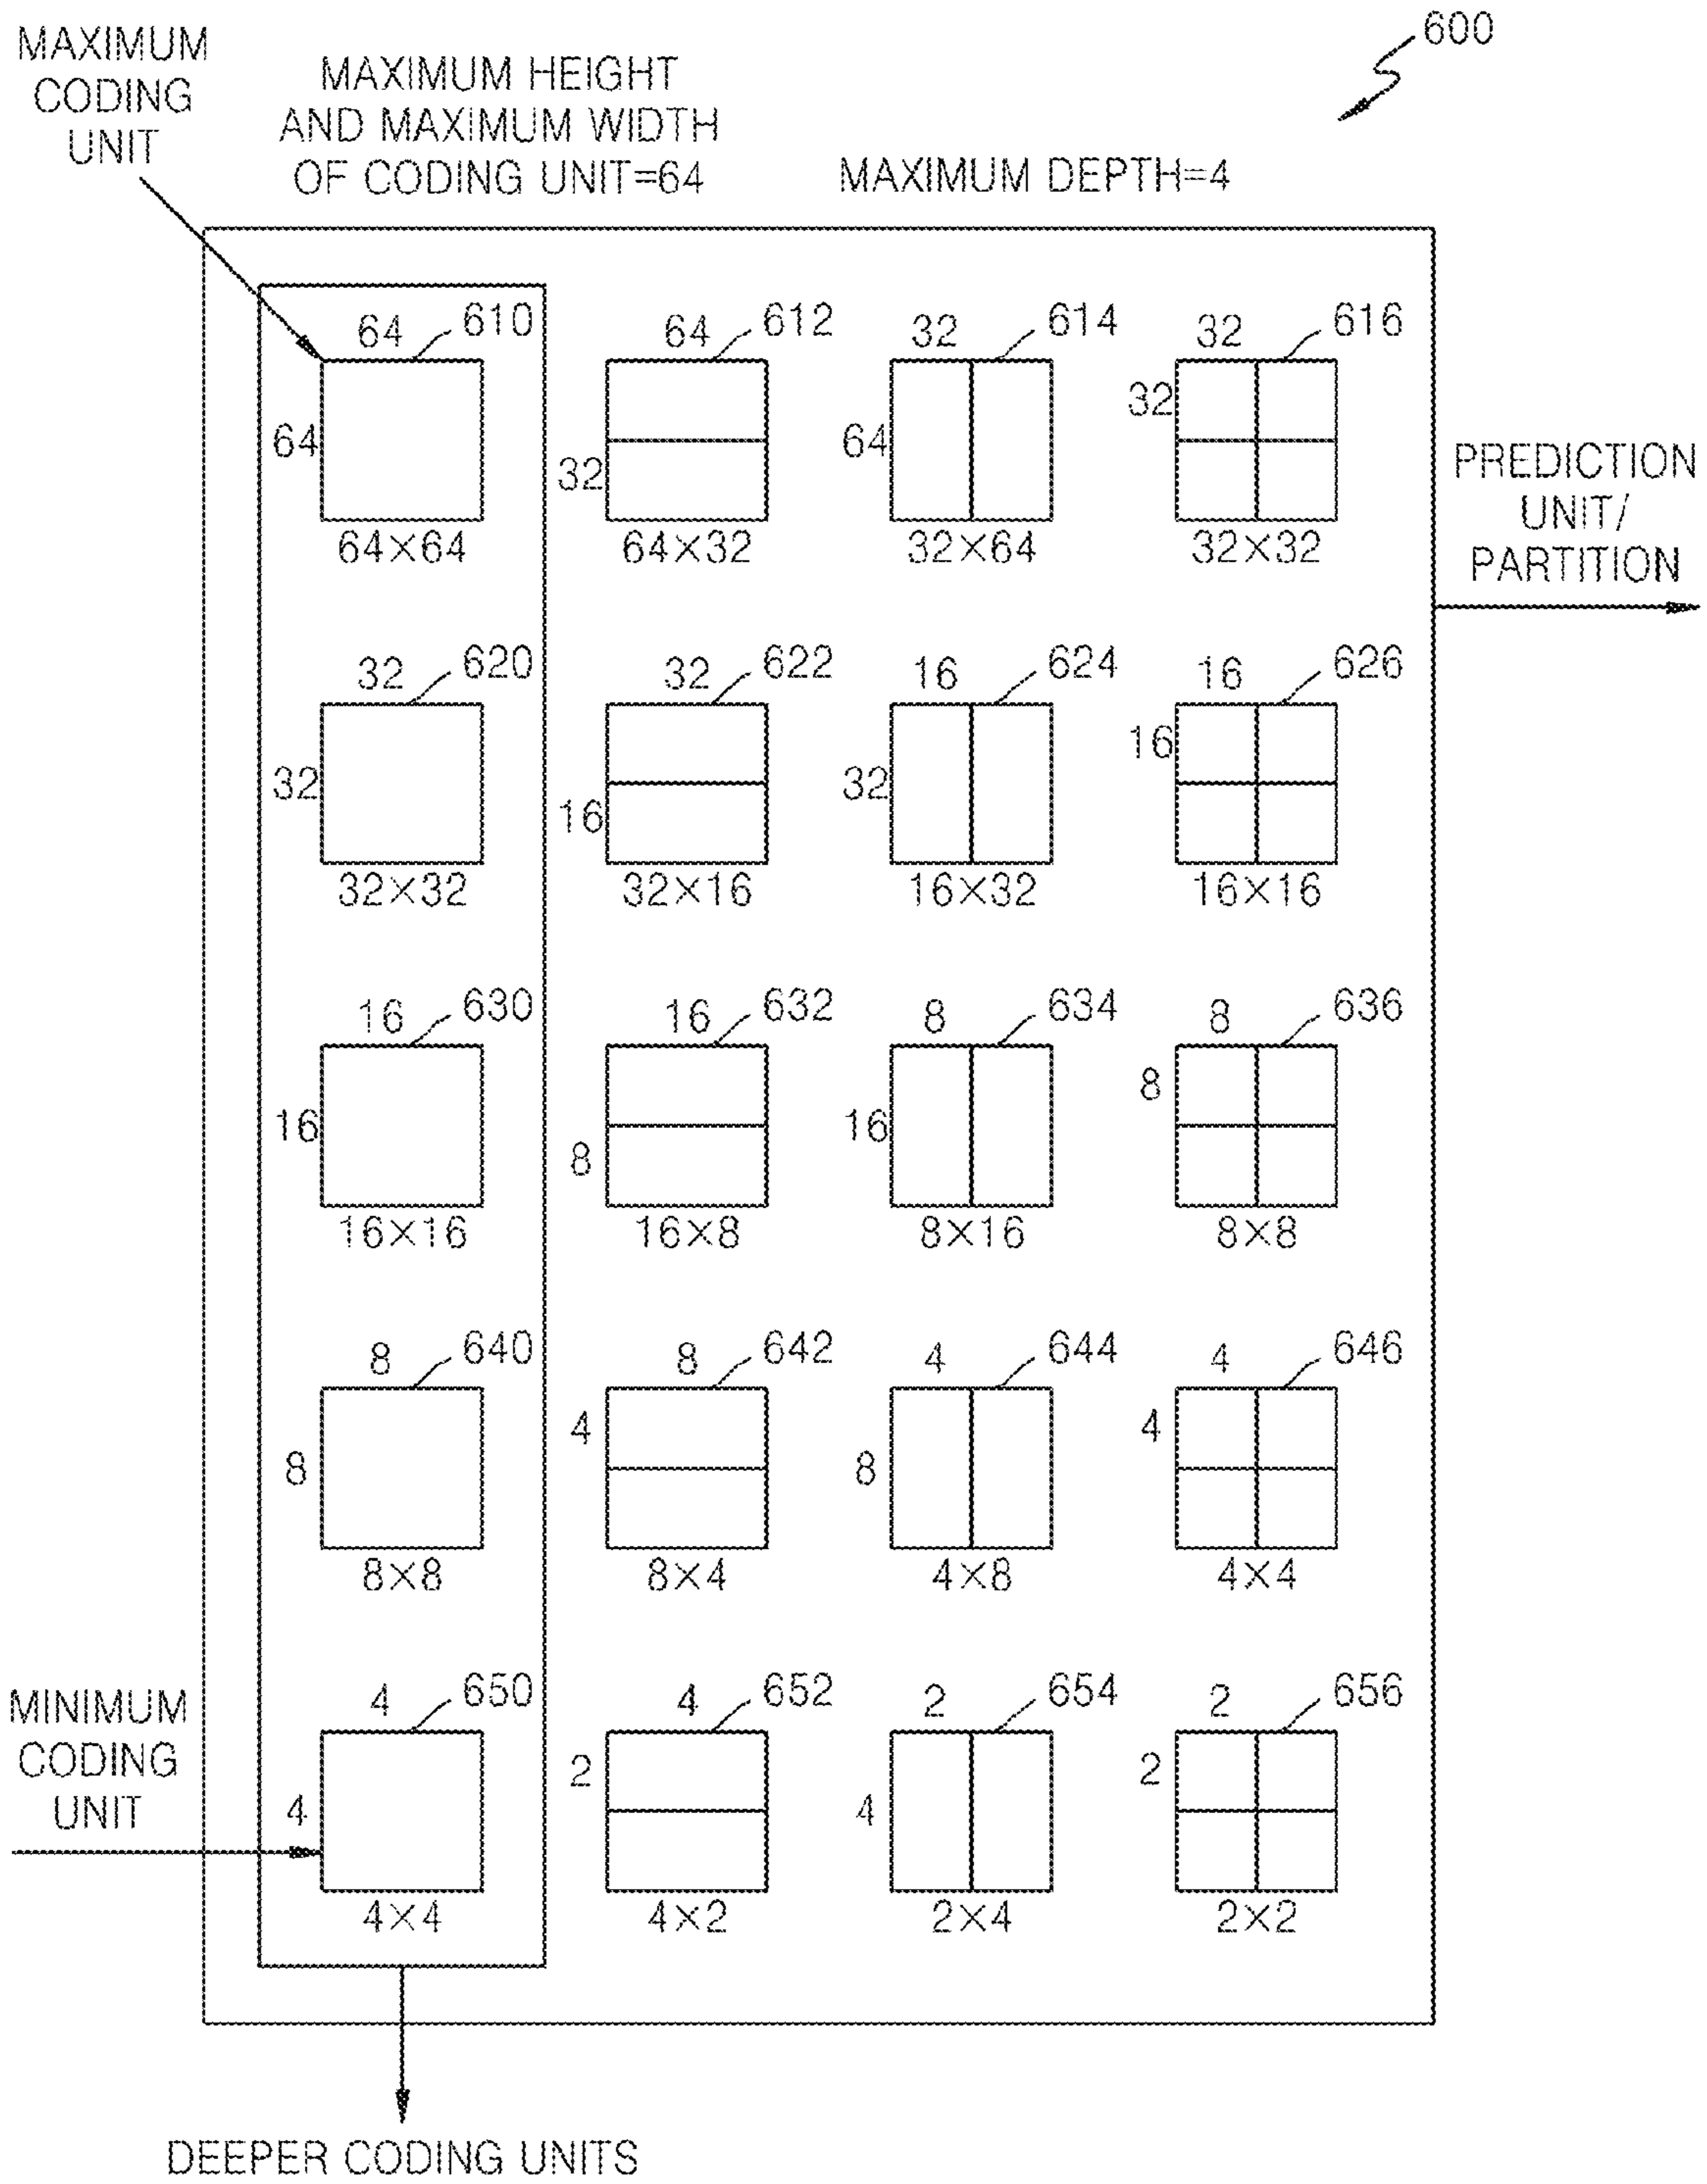 600
MAXIMUM
CODING
UNIT
MAXIMUM HEIGHT
AND MAXIMUM WIDTH
OF CODING UNIT=64
MAXIMUM DEPTH=4
64 610 64 612 32 614 32 616
64 32 64 32
64×64 64×32 32×64 32×32
PREDICTION
UNIT/
PARTITION
32 620 32 622 16 624 16 626
32 16 32 16
32×32 32×16 16×32 16×16
16 630 16 632 8 634 8 636
16 8 16 8
16×16 16×8 8×16 8×8
8 640 8 642 4 644 4 646
8 4 8 4
8×8 8×4 4×8 4×4
MINIMUM
CODING
UNIT
4 650 4 652 2 654 2 656
4 2 4 2
4×4 4×2 2×4 2×2
DEEPER CODING UNITS